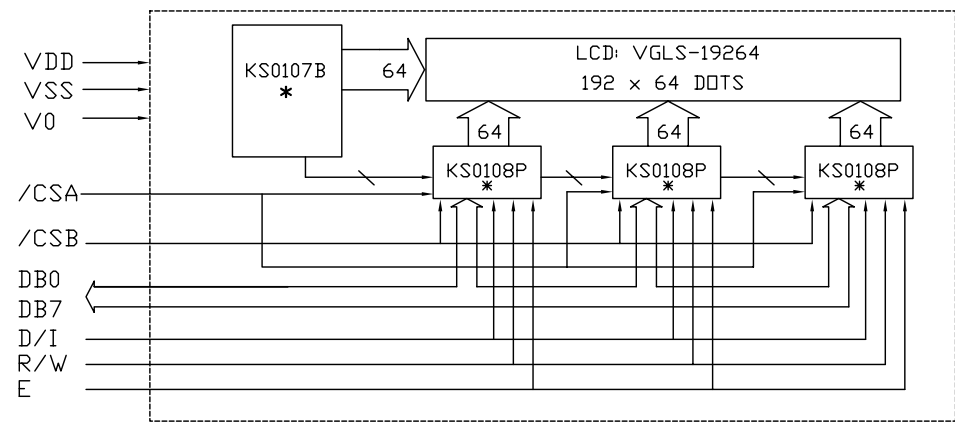 VDD
VSS
V0
/CSA
/CSB
DB0
DB7
D/I
R/W
E
KS0107B
*
64
LCD: VGLS-19264
192 × 64 DOTS
64
64
64
KS0108P
*
KS0108P
*
KS0108P
*